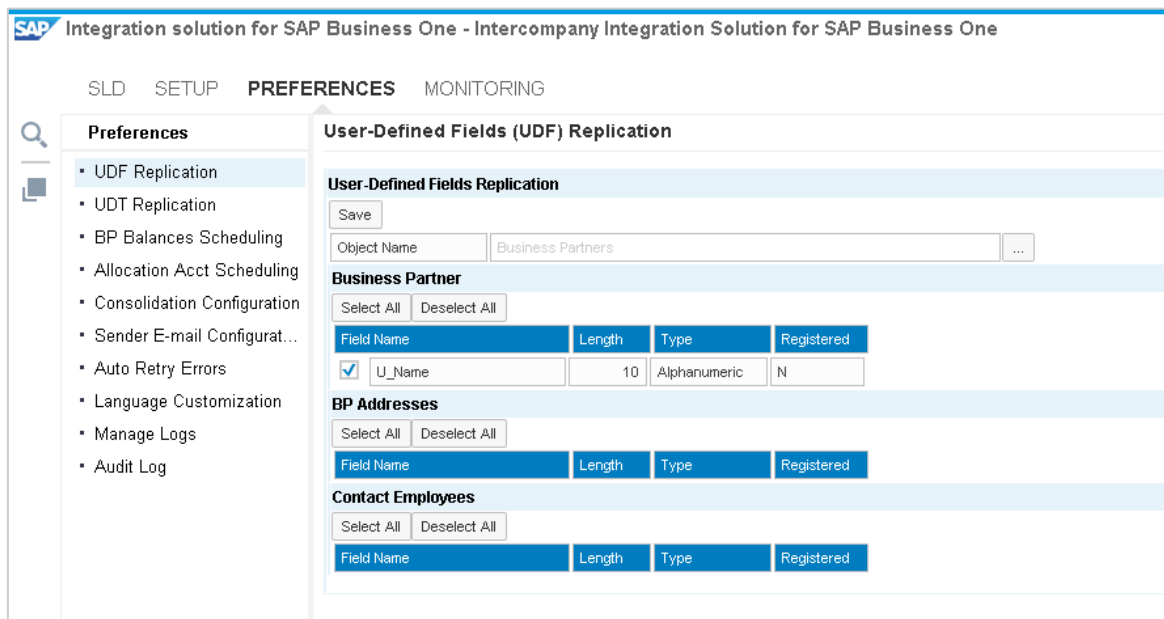 SAP Integration solution for SAP Business One - Intercompany Integration Solution for SAP Business One
SLD SETUP PREFERENCES MONITORING
Preferences
UDF Replication
UDT Replication
BP Balances Scheduling
Allocation Acct Scheduling
Consolidation Configuration
Sender E-mail Configurat...
Auto Retry Errors
Language Customization
Manage Logs
Audit Log
User-Defined Fields (UDF) Replication
User-Defined Fields Replication
Save
Object Name Business Partners ...
Business Partner
Select All Deselect All
Field Name Length Type Registered
U_Name 10 Alphanumeric N
BP Addresses
Select All Deselect All
Field Name Length Type Registered
Contact Employees
Select All Deselect All
Field Name Length Type Registered